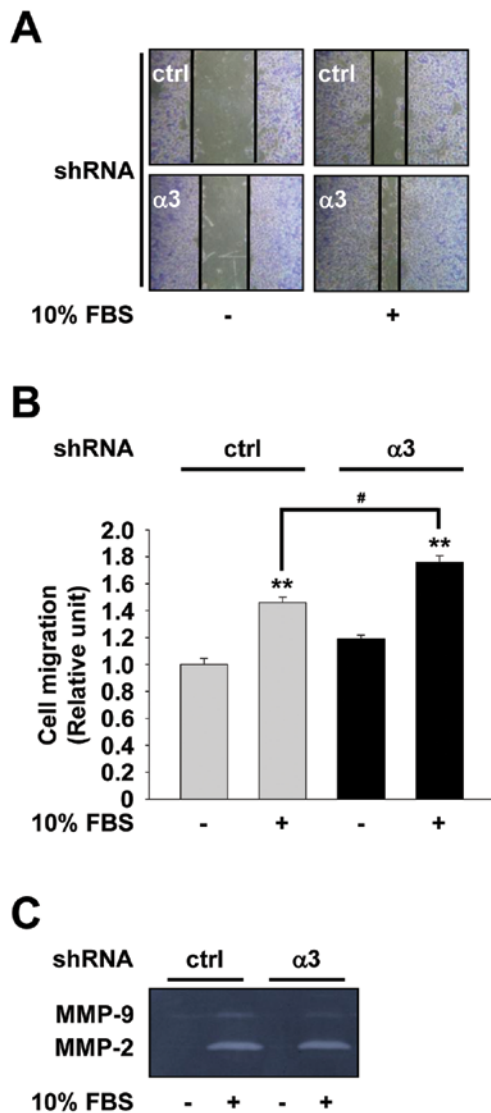 A
ctrl ctrl
shRNA
α3 α3
10% FBS - +
B
shRNA ctrl α3
#
** **
2.0
1.8
1.6
1.4
1.2
1.0
0.8
0.6
0.4
0.2
0
Cell migration
(Relative unit)
10% FBS - + - +
C
shRNA ctrl α3
MMP-9
MMP-2
10% FBS - + - +